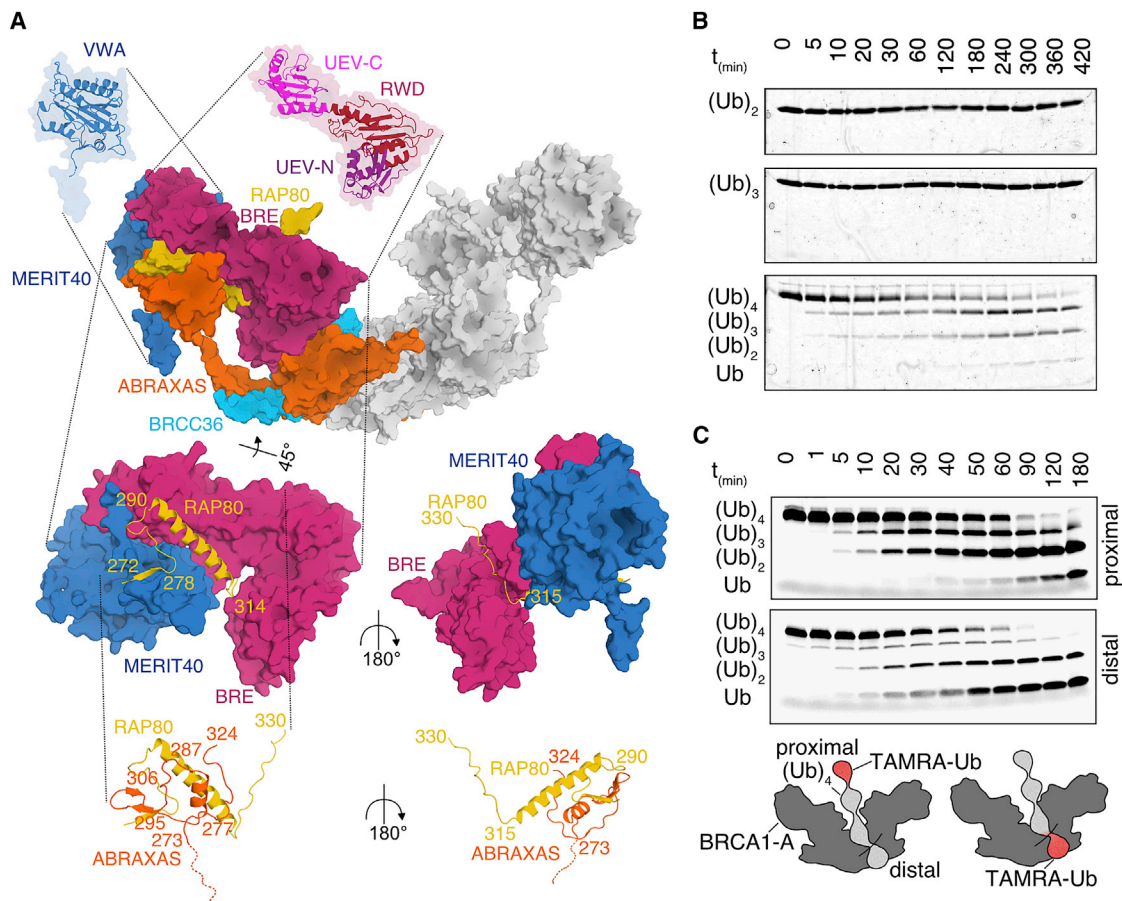 A
VWA
UEV-C
RWD
UEV-N
RAP80
BRE
MERIT40
ABRAXAS
BRCC36
45°
290
RAP80
272
278
314
MERIT40
BRE
MERIT40
RAP80
330
BRE
315
180°
RAP80
330
287
324
306
295
273
277
ABRAXAS
180°
330
324
290
RAP80
315
ABRAXAS
273
B
t(min) 0 5 10 20 30 60 120 180 240 300 360 420
(Ub)2
(Ub)3
(Ub)4
(Ub)3
(Ub)2
Ub
C
t(min) 0 1 5 10 20 30 40 50 60 90 120 180
(Ub)4
(Ub)3
(Ub)2
Ub
proximal
(Ub)4
(Ub)3
(Ub)2
Ub
distal
proximal
(Ub)4
TAMRA-Ub
BRCA1-A
distal
TAMRA-Ub